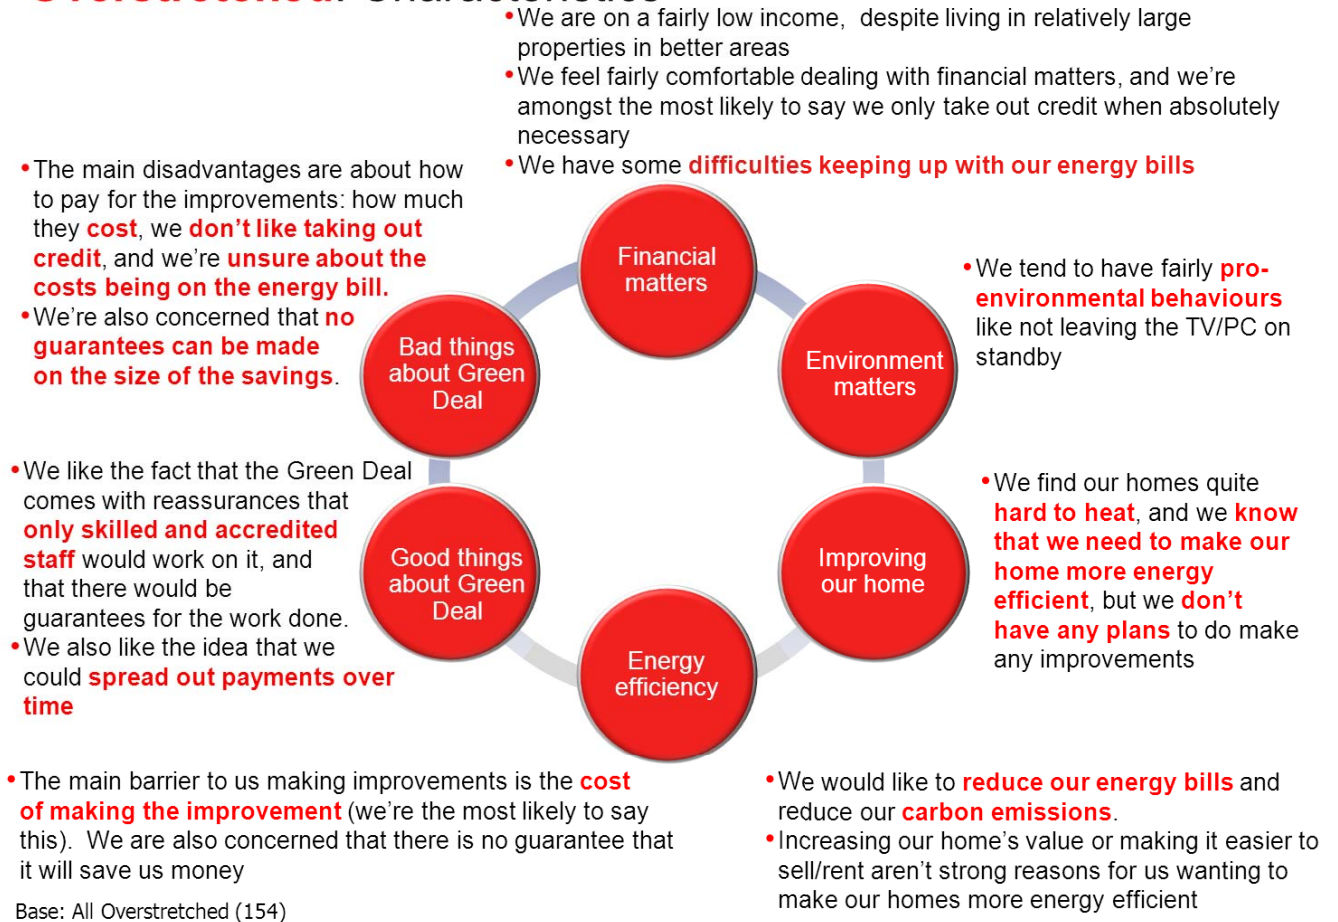 Overstretched: Characteristics
•We are on a fairly low income,  despite living in relatively large
properties in better areas
•We feel fairly comfortable dealing with financial matters, and we’re
amongst the most likely to say we only take out credit when absolutely
necessary
•We have some difficulties keeping up with our energy bills
•The main disadvantages are about how
to pay for the improvements: how much
they cost, we don’t like taking out
credit, and we’re unsure about the
costs being on the energy bill.
•We’re also concerned that no
guarantees can be made
on the size of the savings.
Financial
matters
•We tend to have fairly pro-
environmental behaviours
like not leaving the TV/PC on
standby
Bad things
about Green
Deal
Environment
matters
•We like the fact that the Green Deal
comes with reassurances that
only skilled and accredited
staff would work on it, and
that there would be
guarantees for the work done.
•We also like the idea that we
could spread out payments over
time
Good things
about Green
Deal
Improving
our home
•We find our homes quite
hard to heat, and we know
that we need to make our
home more energy
efficient, but we don’t
have any plans to do make
any improvements
Energy
efficiency
•The main barrier to us making improvements is the cost
of making the improvement (we’re the most likely to say
this).  We are also concerned that there is no guarantee that
it will save us money
•We would like to reduce our energy bills and
reduce our carbon emissions.
•Increasing our home’s value or making it easier to
sell/rent aren’t strong reasons for us wanting to
make our homes more energy efficient
Base: All Overstretched (154)